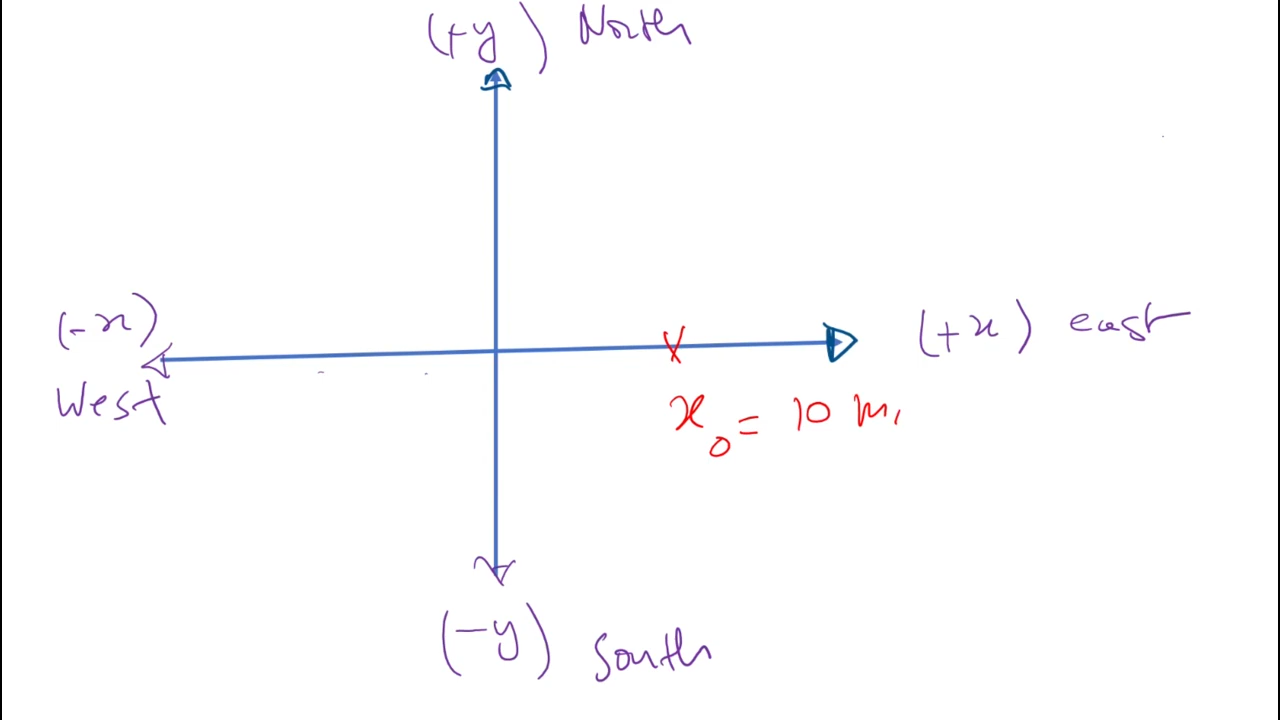 (+y) North
(-x)
West
(+x) east
x₀ = 10 m,
(-y) south